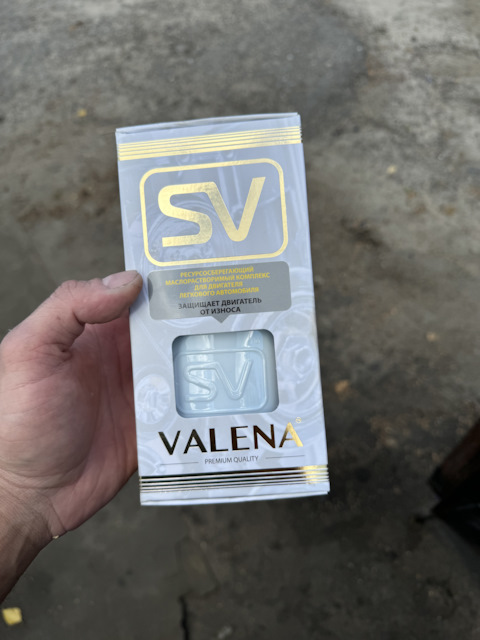 SV
РЕСУРСОСБЕРЕГАЮЩИЙ
МАСЛОРАСТВОРИМЫЙ КОМПЛЕКС
ДЛЯ ДВИГАТЕЛЯ
ЛЕГКОВОГО АВТОМОБИЛЯ
ЗАЩИЩАЕТ ДВИГАТЕЛЬ
ОТ ИЗНОСА
SV
VALENA®
PREMIUM QUALITY